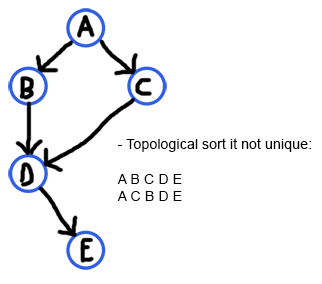 A
B
C
- Topological sort it not unique:
D
A B C D E
A C B D E
E